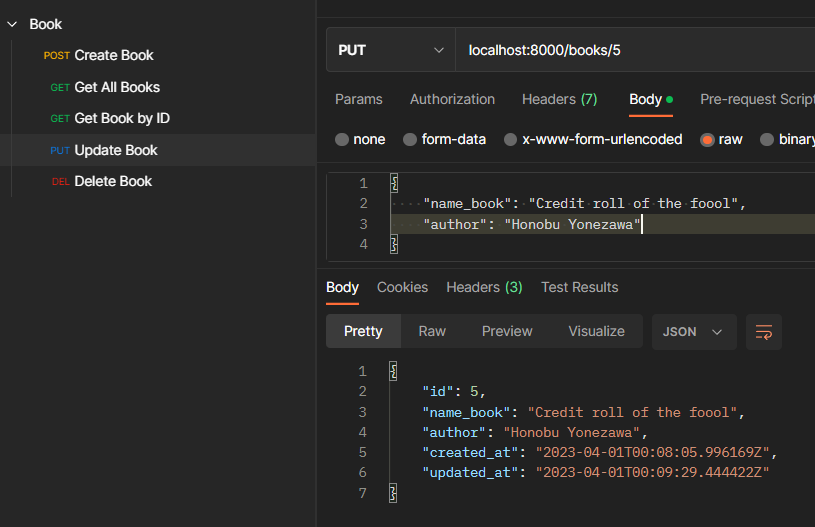 Book
POST Create Book
GET Get All Books
GET Get Book by ID
PUT Update Book
DEL Delete Book
PUT localhost:8000/books/5
Params Authorization Headers (7) Body Pre-request Script
none form-data x-www-form-urlencoded raw binary
1 {
2 "name_book": "Credit roll of the foool",
3 "author": "Honobu Yonezawa"
4 }
Body Cookies Headers (3) Test Results
Pretty Raw Preview Visualize JSON
1 {
2 "id": 5,
3 "name_book": "Credit roll of the foool",
4 "author": "Honobu Yonezawa",
5 "created_at": "2023-04-01T00:08:05.996169Z",
6 "updated_at": "2023-04-01T00:09:29.444422Z"
7 }